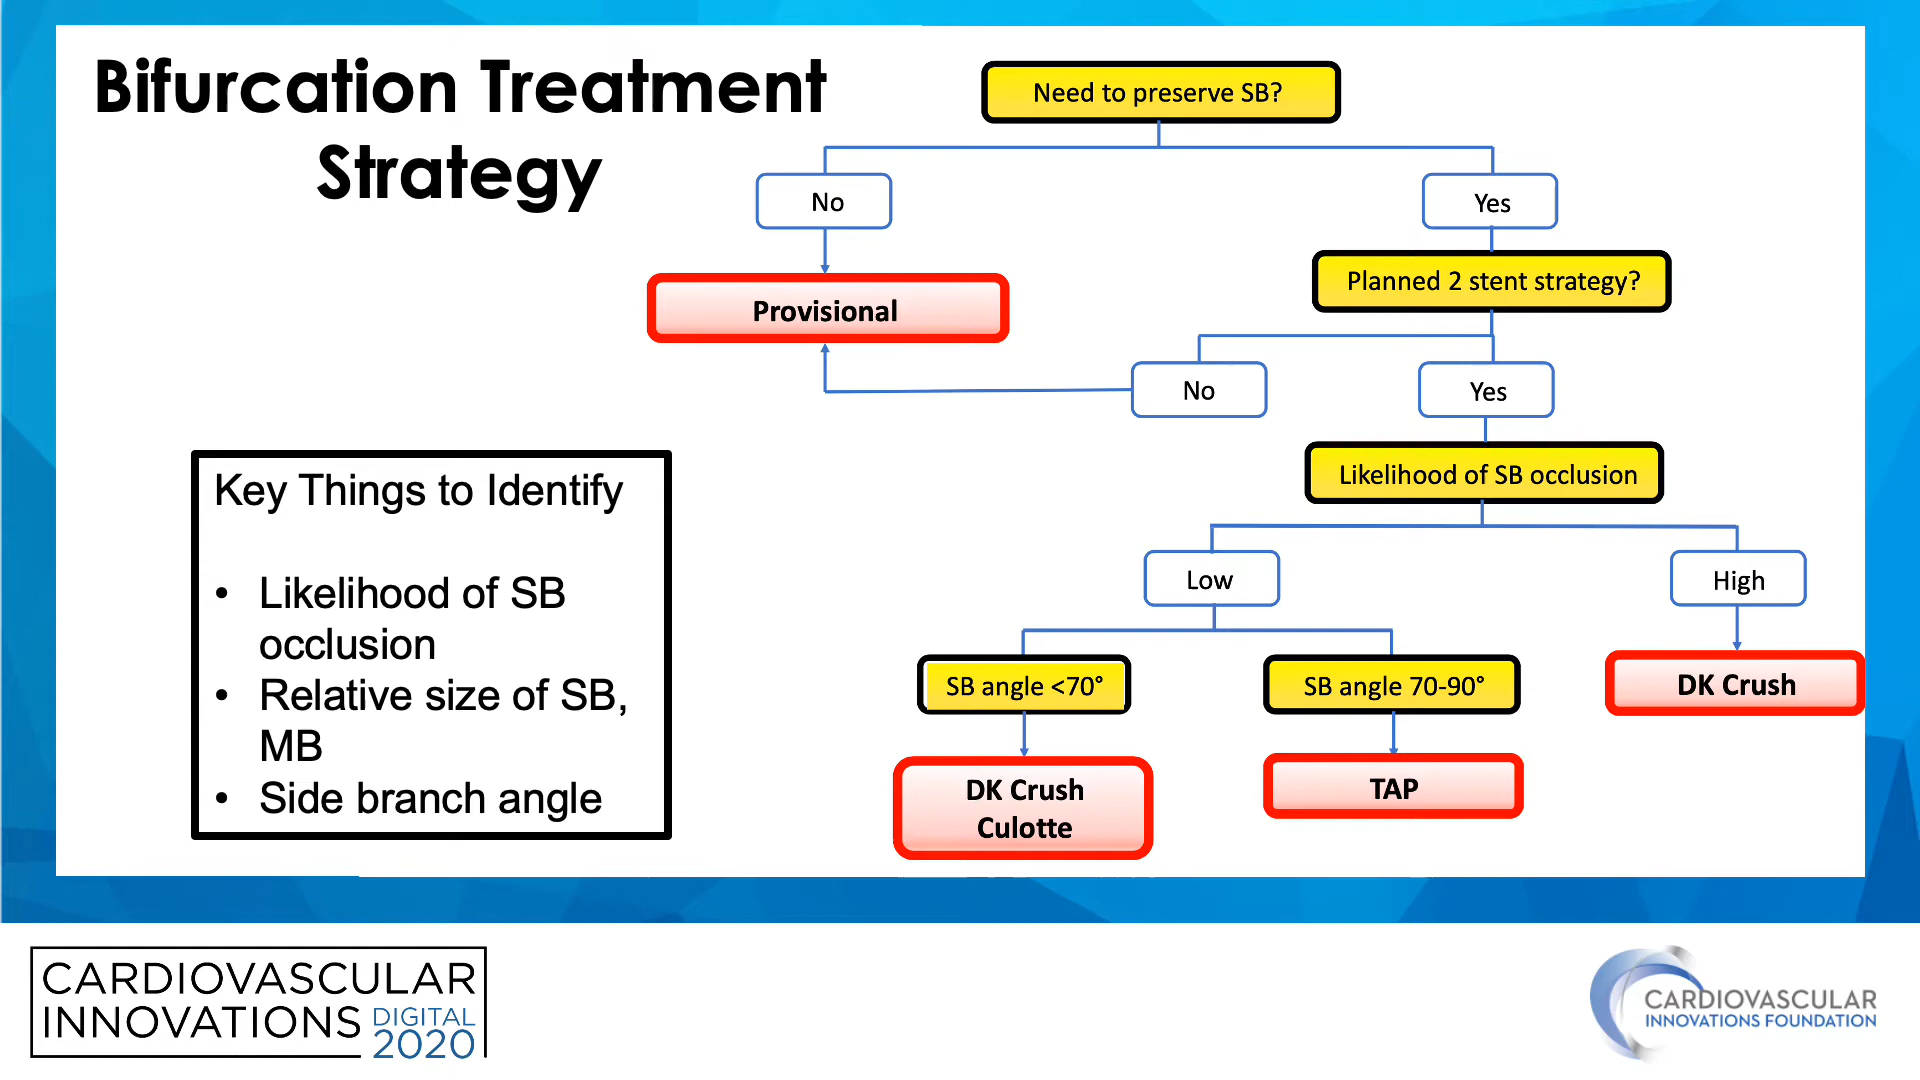 Bifurcation Treatment
Strategy
Need to preserve SB?
No
Yes
Provisional
Planned 2 stent strategy?
No
Yes
Likelihood of SB occlusion
Low
High
SB angle <70°
SB angle 70-90°
DK Crush
DK Crush
Culotte
TAP
Key Things to Identify
• Likelihood of SB
occlusion
• Relative size of SB,
MB
• Side branch angle
CARDIOVASCULAR
INNOVATIONS DIGITAL
2020
CARDIOVASCULAR
INNOVATIONS FOUNDATION